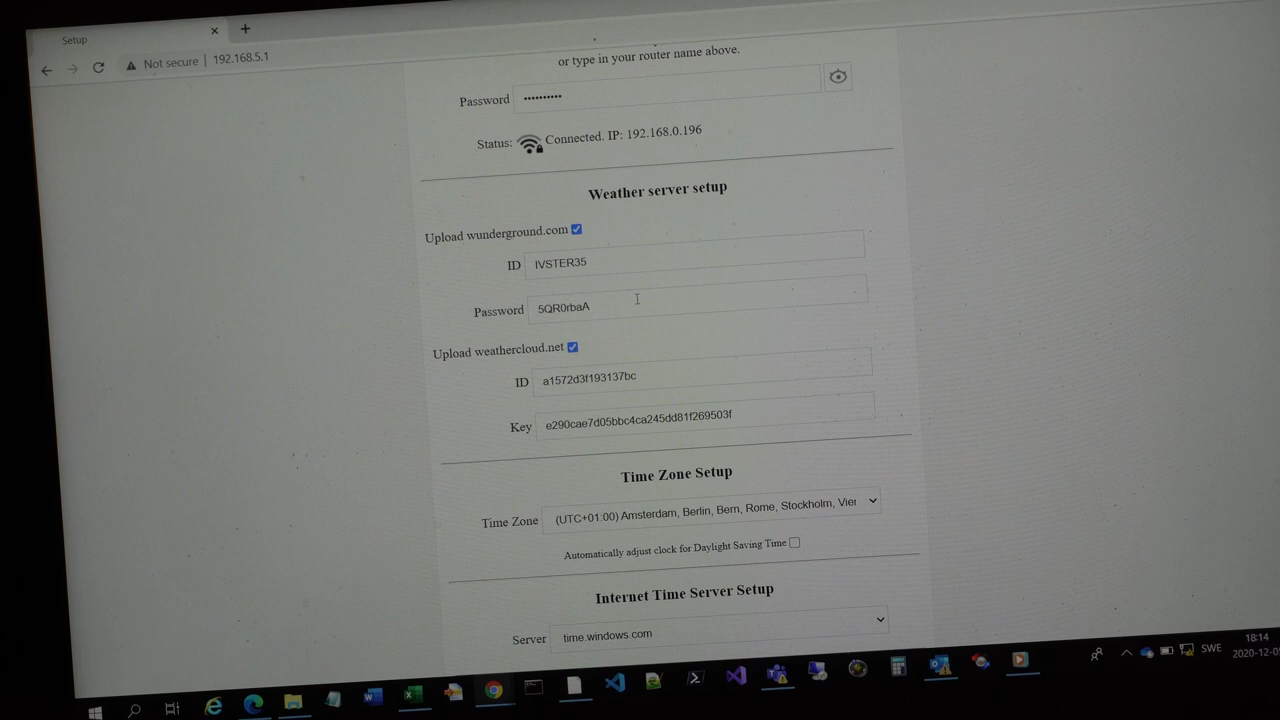 Setup
Not secure | 192.168.5.1
or type in your router name above.
Password ••••••••••
Status: Connected. IP: 192.168.0.196
Weather server setup
Upload wunderground.com
ID IVSTER35
Password 5QR0rbaA
Upload weathercloud.net
ID a1572d3f193137bc
Key e290cae7d05bbc4ca245dd81f269503f
Time Zone Setup
Time Zone (UTC+01:00) Amsterdam, Berlin, Bern, Rome, Stockholm, Vier
Automatically adjust clock for Daylight Saving Time
Internet Time Server Setup
Server time.windows.com
SWE
18:14
2020-12-05